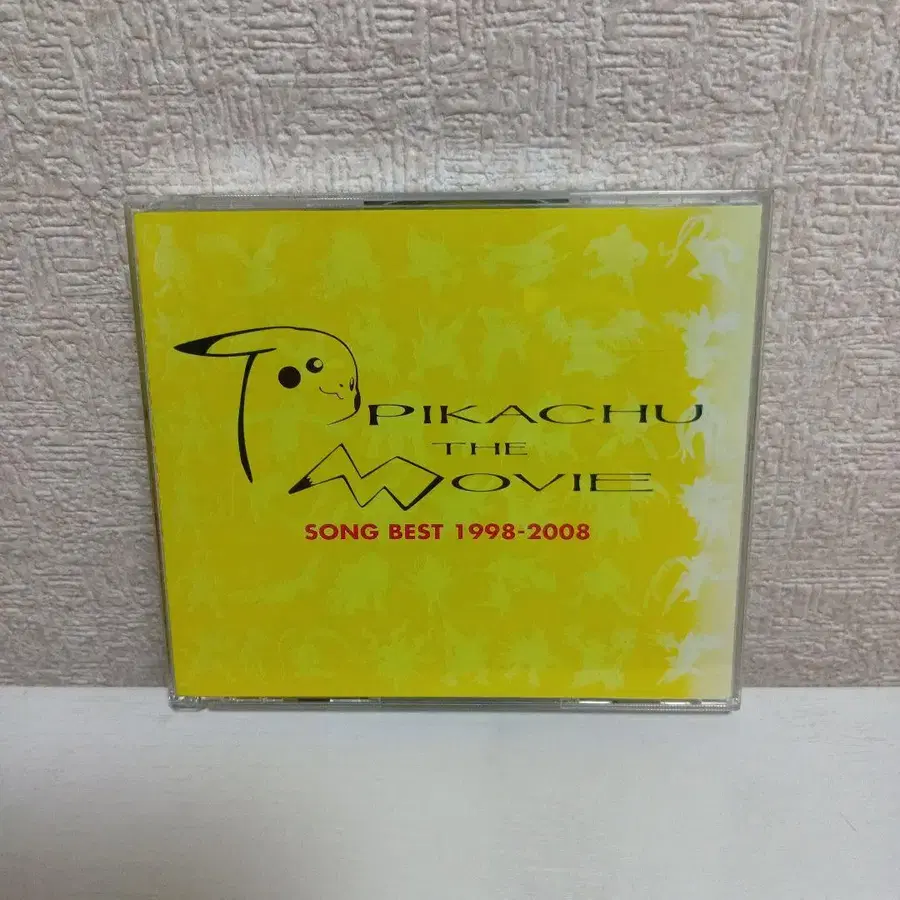 PIKACHU
THE
MOVIE
SONG BEST 1998-2008